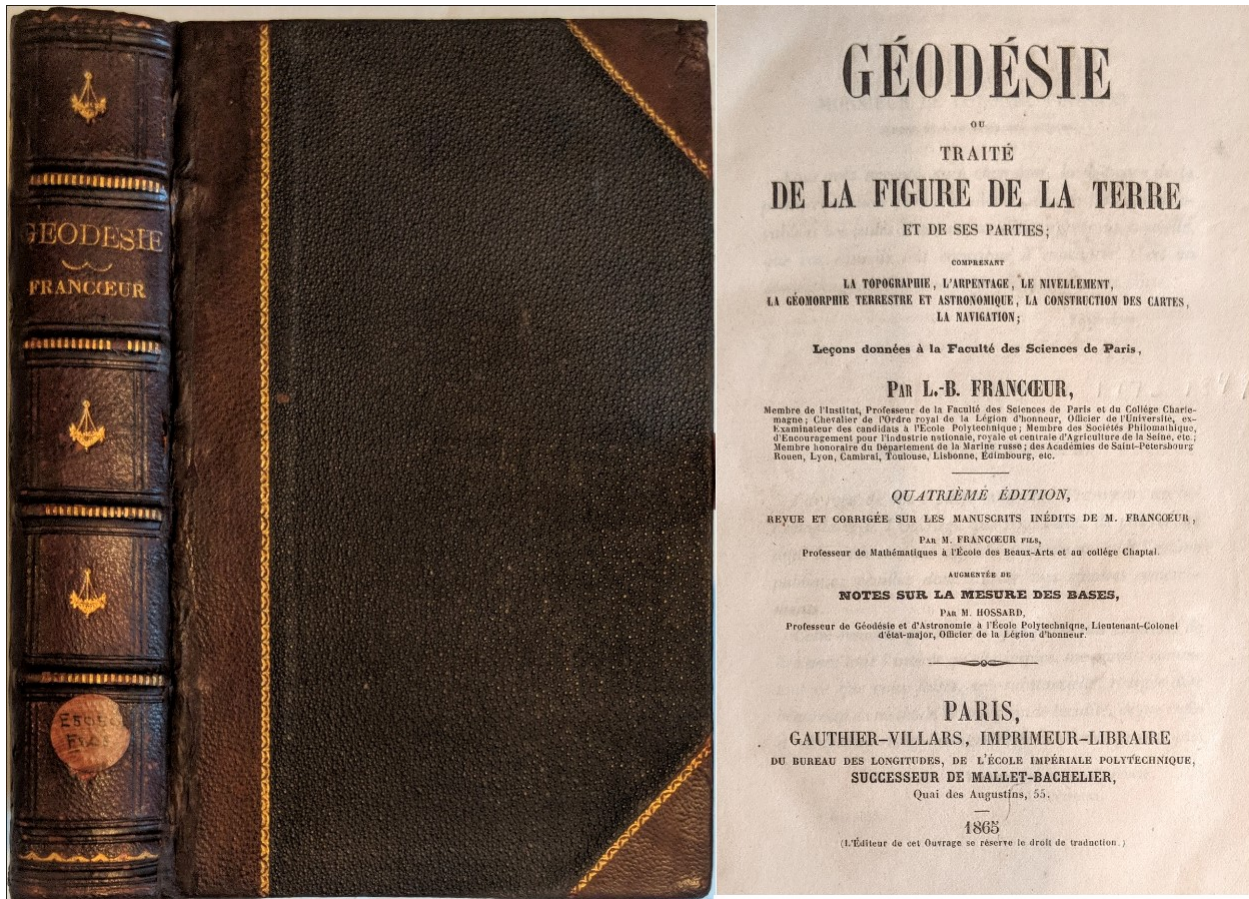 GEODESIE
FRANCŒUR
GÉODÉSIE
OU
TRAITÉ
DE LA FIGURE DE LA TERRE
ET DE SES PARTIES;
COMPRENANT
LA TOPOGRAPHIE, L'ARPENTAGE, LE NIVELLEMENT,
LA GÉOMORPHIE TERRESTRE ET ASTRONOMIQUE, LA CONSTRUCTION DES CARTES,
LA NAVIGATION;
Leçons données à la Faculté des Sciences de Paris,
PAR L.-B. FRANCŒUR,
Membre de l'Institut, Professeur de la Faculté des Sciences de Paris et du Collége Charle-
magne; Chevalier de l'Ordre royal de la Légion d'honneur, Officier de l'Université, ex-
Examinateur des candidats à l'École Polytechnique; Membre des Sociétés Philomathique,
d'Encouragement pour l'Industrie nationale, royale et centrale d'Agriculture de la Seine, etc.;
Membre honoraire du Département de la Marine russe; des Académies de Saint-Pétersbourg
Rouen, Lyon, Cambrai, Toulouse, Lisbonne, Édimbourg, etc.
QUATRIÈME ÉDITION,
REVUE ET CORRIGÉE SUR LES MANUSCRITS INÉDITS DE M. FRANCŒUR,
PAR M. FRANCŒUR FILS,
Professeur de Mathématiques à l'École des Beaux-Arts et au collége Chaptal.
AUGMENTÉE DE
NOTES SUR LA MESURE DES BASES,
PAR M. HOSSARD,
Professeur de Géodésie et d'Astronomie à l'École Polytechnique, Lieutenant-Colonel
d'état-major, Officier de la Légion d'honneur.
PARIS,
GAUTHIER-VILLARS, IMPRIMEUR-LIBRAIRE
DU BUREAU DES LONGITUDES, DE L'ÉCOLE IMPÉRIALE POLYTECHNIQUE,
SUCCESSEUR DE MALLET-BACHELIER,
Quai des Augustins, 55.
1865
(L'Éditeur de cet Ouvrage se réserve le droit de traduction.)